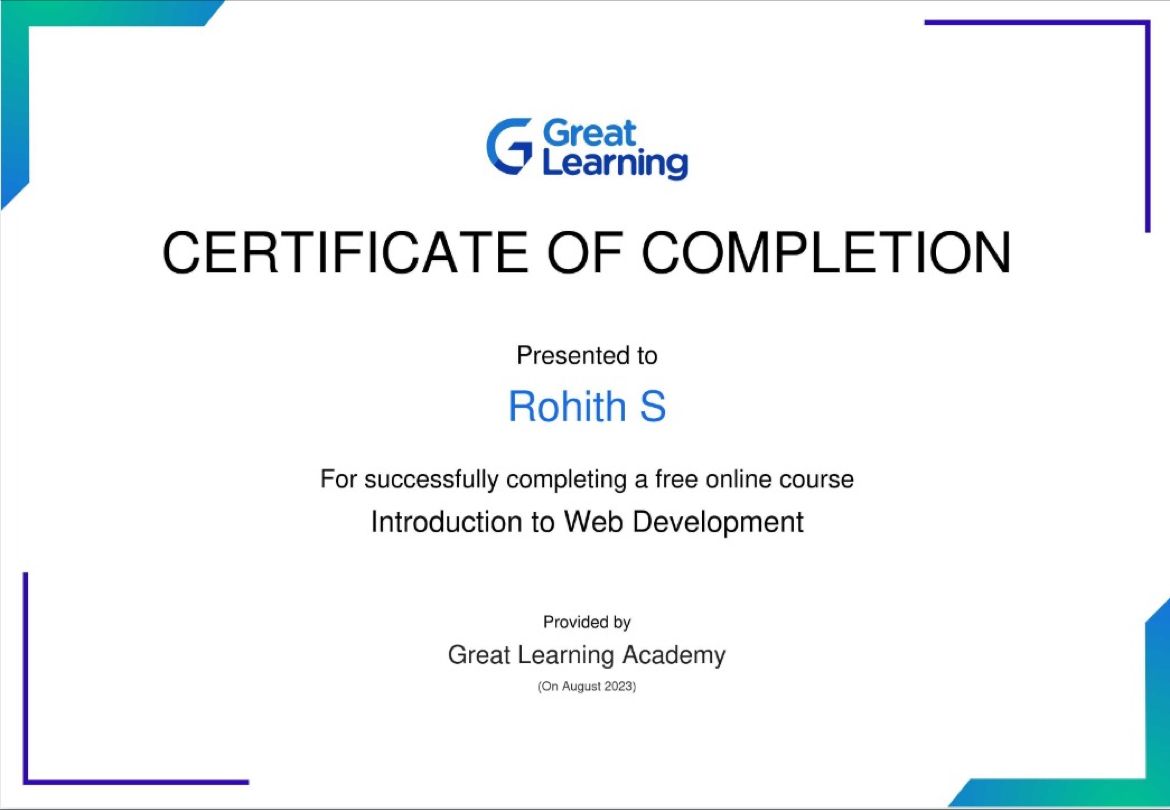 Great
Learning
CERTIFICATE OF COMPLETION
Presented to
Rohith S
For successfully completing a free online course
Introduction to Web Development
Provided by
Great Learning Academy
(On August 2023)